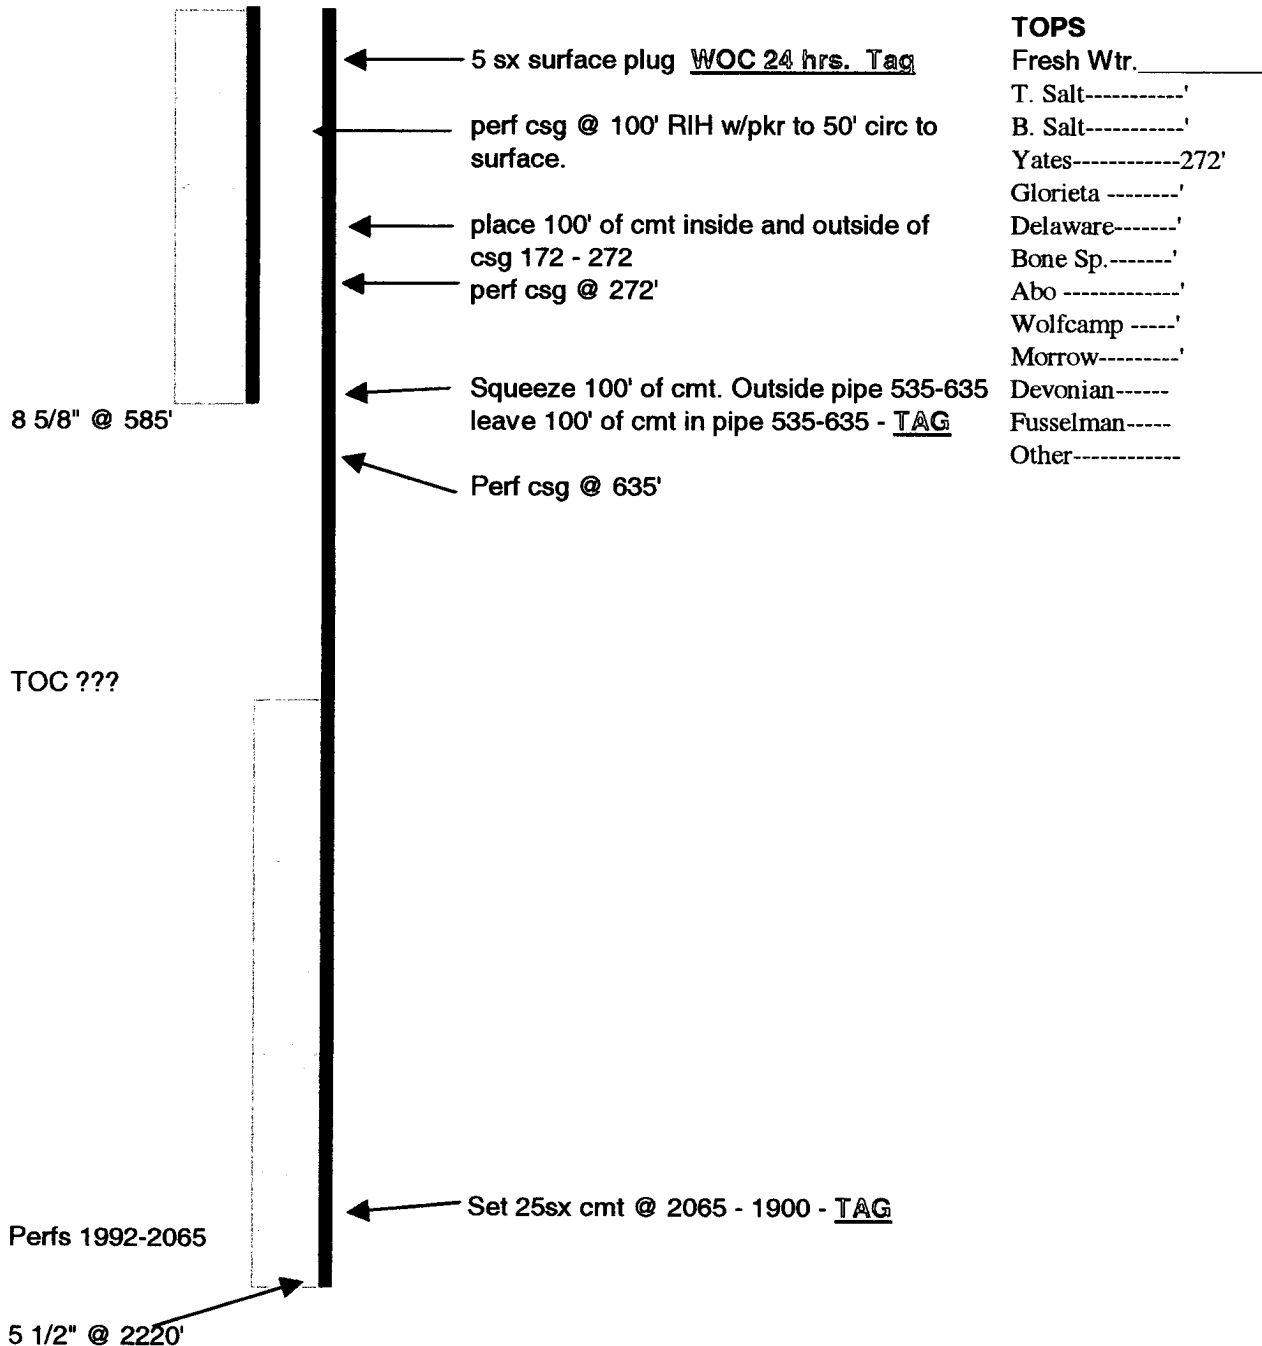 5 sx surface plug WOC 24 hrs. Tag
perf csg @ 100' RIH w/pkr to 50' circ to
surface.
place 100' of cmt inside and outside of
csg 172 - 272
perf csg @ 272'
Squeeze 100' of cmt. Outside pipe 535-635
leave 100' of cmt in pipe 535-635 - TAG
8 5/8" @ 585'
Perf csg @ 635'
TOC ???
Set 25sx cmt @ 2065 - 1900 - TAG
Perfs 1992-2065
5 1/2" @ 2220'
TOPS
Fresh Wtr.__________
T. Salt-----------'
B. Salt-----------'
Yates------------272'
Glorieta --------'
Delaware-------'
Bone Sp.-------'
Abo -------------'
Wolfcamp -----'
Morrow---------'
Devonian------
Fusselman-----
Other------------